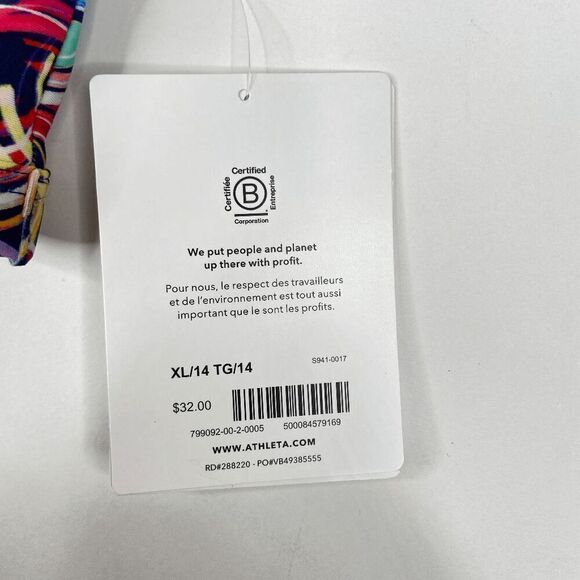 Certified
Certifiée
B
Entreprise
Corporation
We put people and planet
up there with profit.
Pour nous, le respect des travailleurs
et de l'environnement est tout aussi
important que le sont les profits.
S941-0017
XL/14 TG/14
$32.00
799092-00-2-0005 500084579169
WWW.ATHLETA.COM
RD#288220 - PO#VB49385555